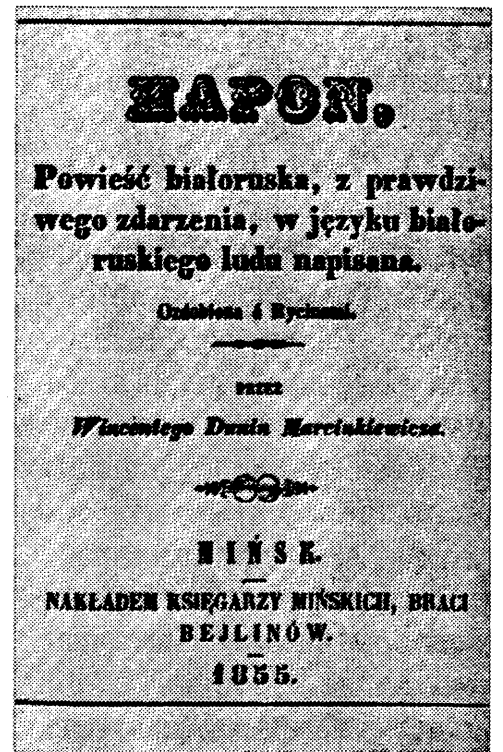 HAPON,
Powieść białoruska, z prawdzi-
wego zdarzenia, w języku biało-
ruskiego ludu napisana.
Ozdobiona 4 Rycinami.
PRZEZ
Wincentego Dunin Marcinkiewicza.
MIŃSK.
NAKŁADEM KSIĘGARZY MIŃSKICH, BRACI
BEJLINÓW.
1855.